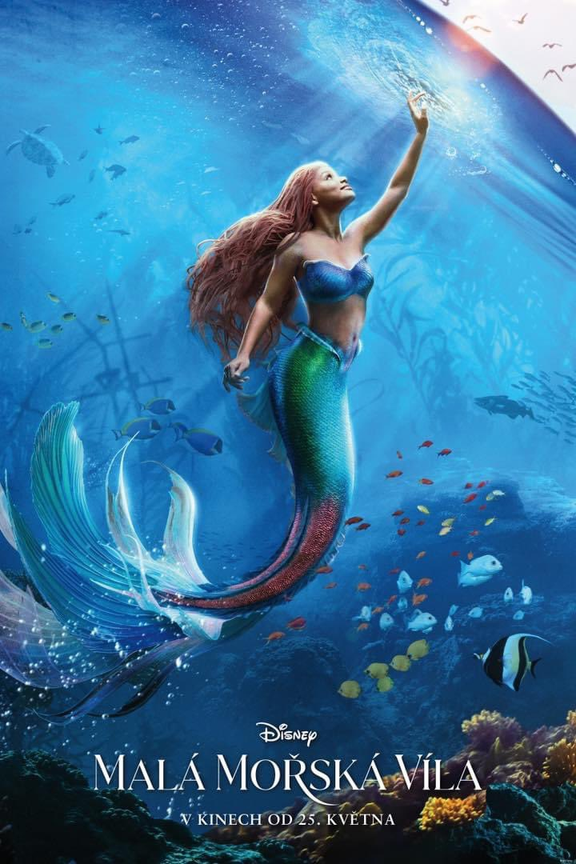 Disney
MALÁ MOŘSKÁ VÍLA
V KINECH OD 25. KVĚTNA